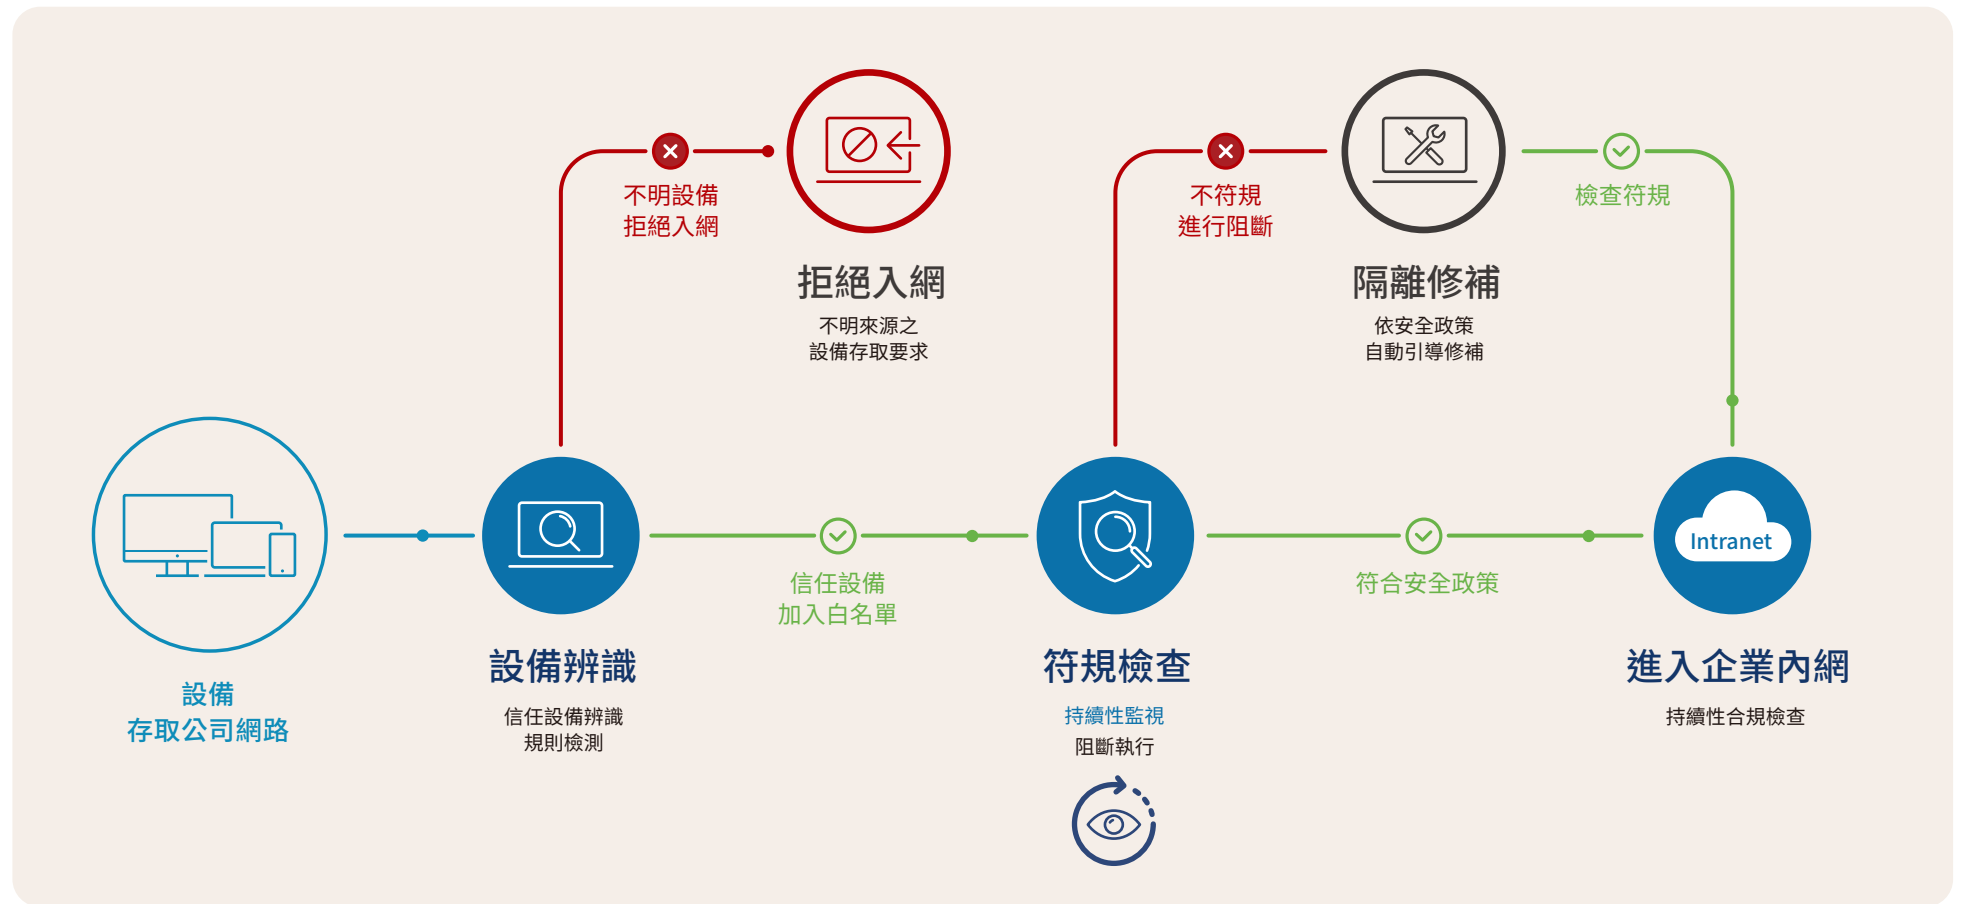 不明設備
拒絕入網
拒絕入網
不明來源之
設備存取要求
不符規
進行阻斷
隔離修補
依安全政策
自動引導修補
檢查符規
設備
存取公司網路
設備辨識
信任設備辨識
規則檢測
信任設備
加入白名單
符規檢查
持續性監視
阻斷執行
符合安全政策
Intranet
進入企業內網
持續性合規檢查